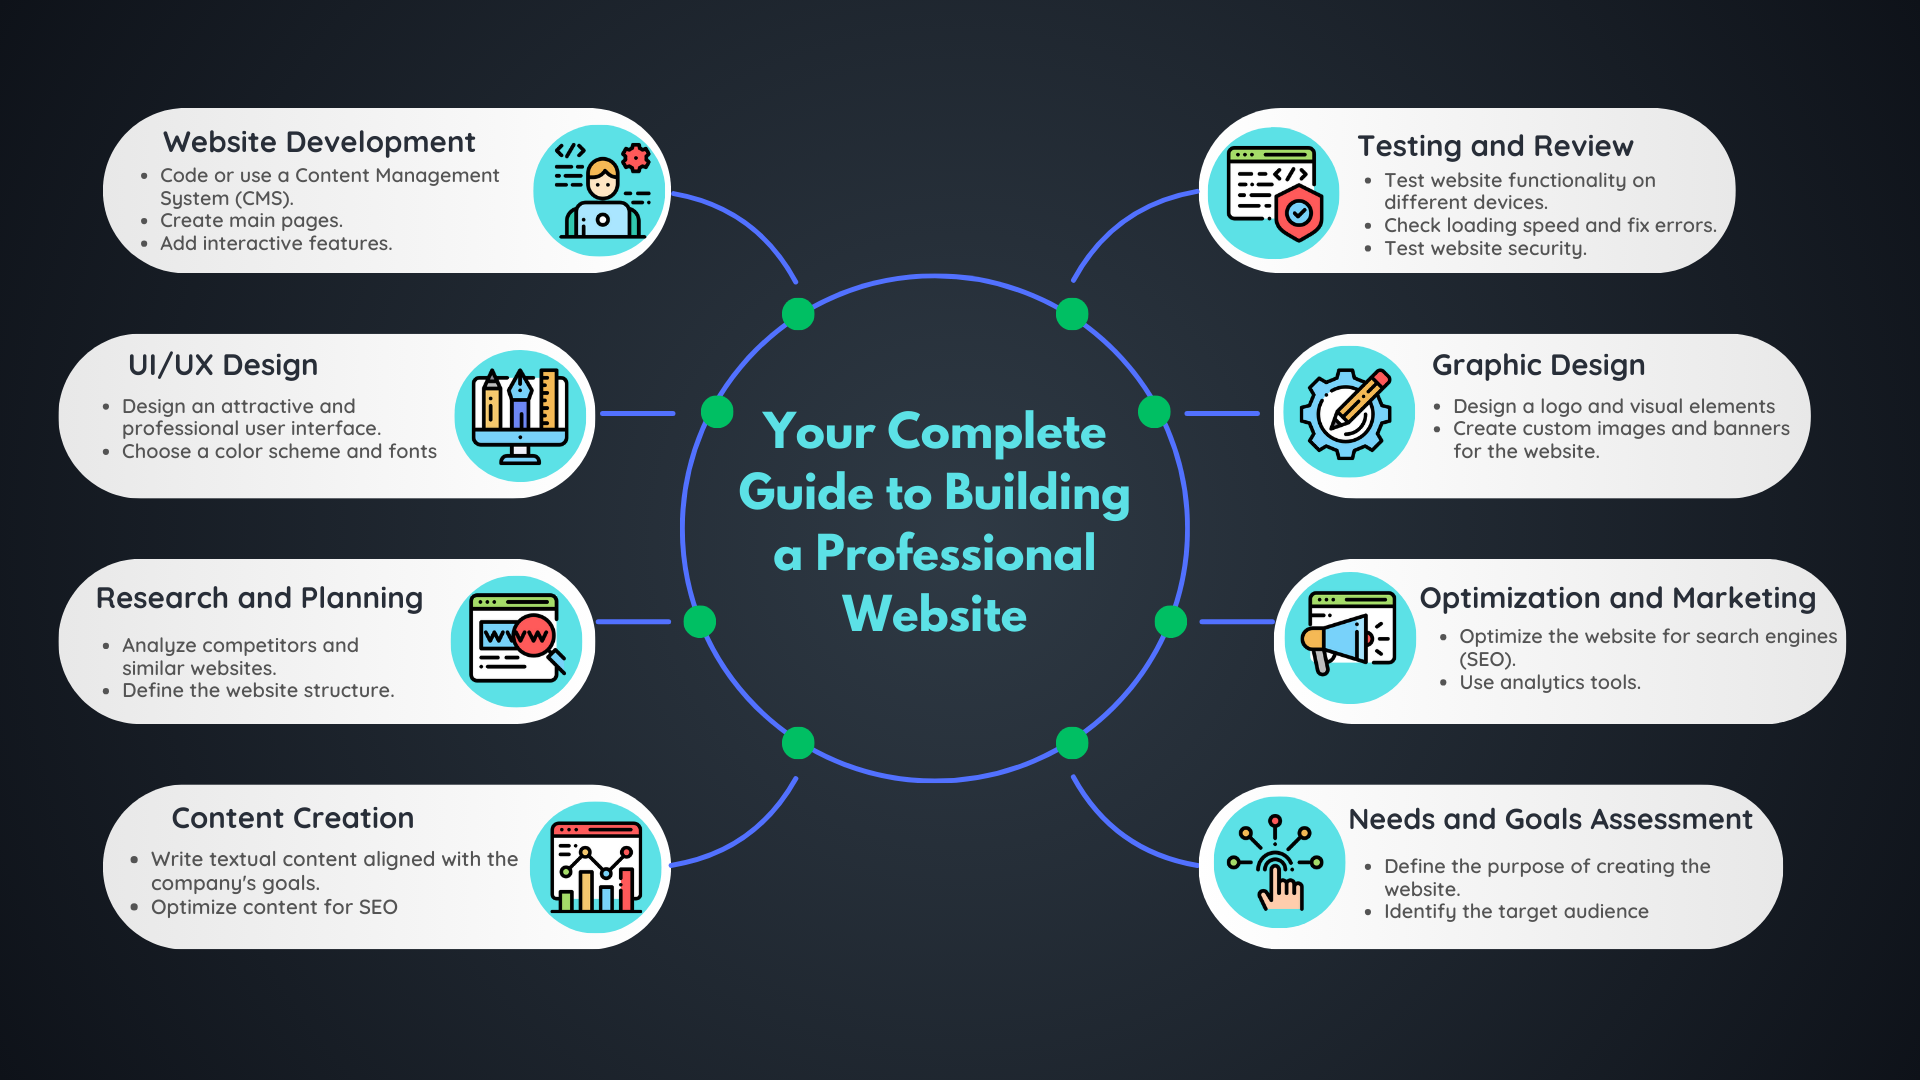 Website Development
• Code or use a Content Management
System (CMS).
• Create main pages.
• Add interactive features.
UI/UX Design
• Design an attractive and
professional user interface.
• Choose a color scheme and fonts
Research and Planning
• Analyze competitors and
similar websites.
• Define the website structure.
WWW
Content Creation
• Write textual content aligned with the
company's goals.
• Optimize content for SEO
Your Complete
Guide to Building
a Professional
Website
Testing and Review
• Test website functionality on
different devices.
• Check loading speed and fix errors.
• Test website security.
Graphic Design
• Design a logo and visual elements
• Create custom images and banners
for the website.
Optimization and Marketing
• Optimize the website for search engines
(SEO).
• Use analytics tools.
Needs and Goals Assessment
• Define the purpose of creating the
website.
• Identify the target audience